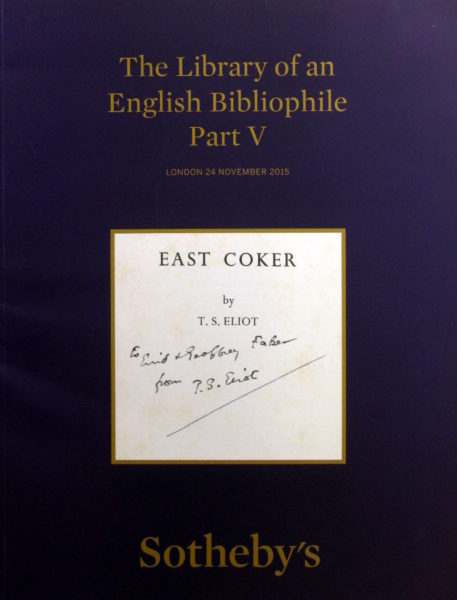 The Library of an
English Bibliophile
Part V
LONDON 24 NOVEMBER 2015
EAST COKER
by
T. S. ELIOT
to Enid & Geoffrey Faber
from T. S. Eliot
Sotheby's